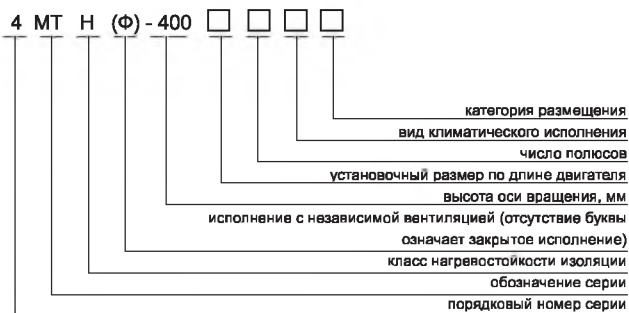 4 МТ Н (Ф) - 400 □ □ □ □
категория размещения
вид климатического исполнения
число полюсов
установочный размер по длине двигателя
высота оси вращения, мм
исполнение с независимой вентиляцией (отсутствие буквы
означает закрытое исполнение)
класс нагревостойкости изоляции
обозначение серии
порядковый номер серии